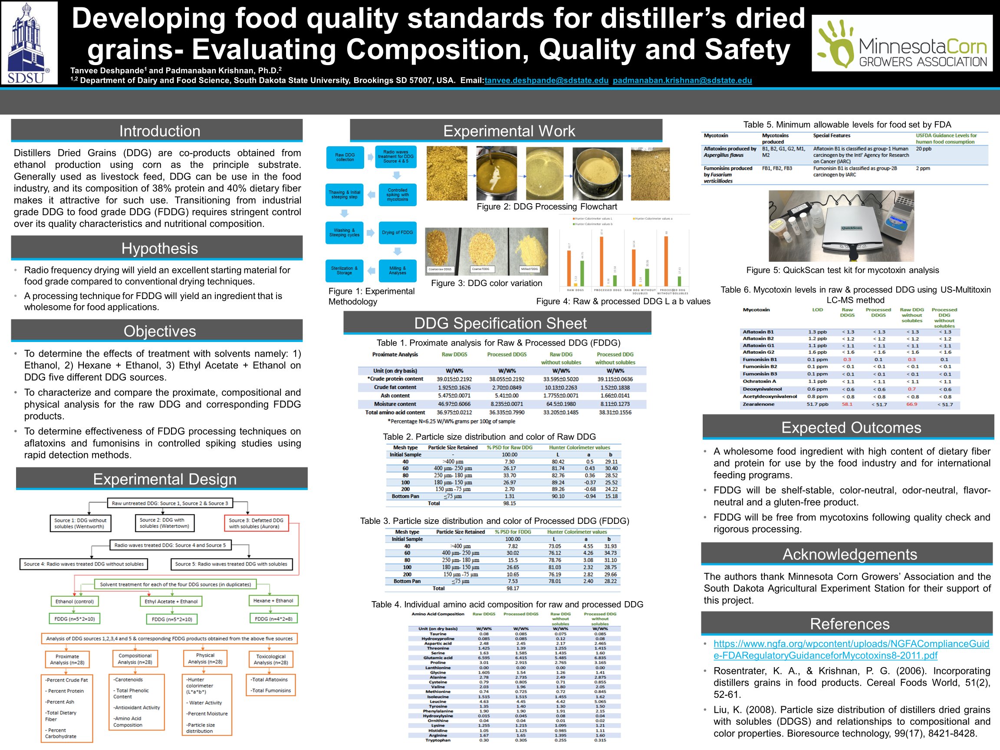 SDSU®
Developing food quality standards for distiller's dried
grains- Evaluating Composition, Quality and Safety
Tanvee Deshpande1 and Padmanaban Krishnan, Ph.D.2
1,2 Department of Dairy and Food Science, South Dakota State University, Brookings SD 57007, USA. Email:tanvee.deshpande@sdstate.edu padmanaban.krishnan@sdstate.edu
MinnesotaCorn
GROWERS ASSOCIATION
Introduction
Distillers Dried Grains (DDG) are co-products obtained from
ethanol production using corn as the principle substrate.
Generally used as livestock feed, DDG can be use in the food
industry, and its composition of 38% protein and 40% dietary fiber
makes it attractive for such use. Transitioning from industrial
grade DDG to food grade DDG (FDDG) requires stringent control
over its quality characteristics and nutritional composition.
Hypothesis
• Radio frequency drying will yield an excellent starting material for
food grade compared to conventional drying techniques.
• A processing technique for FDDG will yield an ingredient that is
wholesome for food applications.
Objectives
• To determine the effects of treatment with solvents namely: 1)
Ethanol, 2) Hexane + Ethanol, 3) Ethyl Acetate + Ethanol on
DDG five different DDG sources.
• To characterize and compare the proximate, compositional and
physical analysis for the raw DDG and corresponding FDDG
products.
• To determine effectiveness of FDDG processing techniques on
aflatoxins and fumonisins in controlled spiking studies using
rapid detection methods.
Experimental Design
Raw untreated DDG: Source 1, Source 2 & Source 3
Source 1: DDG without
solubles (Wentworth)
Source 2: DDG with
solubles (Watertown)
Source 3: Defatted DDG
with solubles (Aurora)
Radio waves treated DDG: Source 4 and Source 5
Source 4: Radio waves treated DDG without solubles
Source 5: Radio waves treated DDG with solubles
Solvent treatment for each of the four DDG sources (in duplicates)
Ethanol (control)
Ethyl Acetate + Ethanol
Hexane + Ethanol
FDDG (n=5*2=10)
FDDG (n=5*2=10)
FDDG (n=4*2=8)
Analysis of DDG sources 1,2,3,4 and 5 & corresponding FDDG products obtained from the above five sources
Proximate
Analysis (n=28)
Compositional
Analysis (n=28)
Physical
Analysis (n=28)
Toxicological
Analysis (n=28)
-Percent Crude Fat
- Percent Protein
-Percent Ash
-Total Dietary
Fiber
- Percent
Carbohydrate
-Carotenoids
- Total Phenolic
Content
-Antioxidant Activity
-Amino Acid
Composition
-Hunter
colorimeter
(L*a*b*)
- Water Activity
-Percent Moisture
-Particle size
distribution
-Total Aflatoxins
-Total Fumonisins
Experimental Work
Raw DDG
collection
Radio waves
treatment for DDG
Source 4 & 5
Thawing & Initial
steeping step
Controlled
spiking with
mycotoxins
Washing &
Steeping cycles
Drying of FDDG
Sterilization &
Storage
Milling &
Analyses
Figure 1: Experimental
Methodology
Figure 2: DDG Processing Flowchart
Coarse raw DDGS
Coarse FDDG
Milled FDDG
Figure 3: DDG color variation
Hunter Colorimeter values L
Hunter Colorimeter values a
Hunter Colorimeter values b
62.7 5.53 44.75
87.4 0.38 19.58
64.54 3.24 30.36
88 17.43
RAW DDGS
PROCESSED DDGS
RAW DDG WITHOUT
SOLUBLES
PROCESSED DDG
WITHOUT SOLUBLES
Figure 4: Raw & processed DDG L a b values
DDG Specification Sheet
Table 1. Proximate analysis for Raw & Processed DDG (FDDG)
Proximate Analysis Raw DDGS Processed DDGS Raw DDG without solubles Processed DDG without solubles
Unit (on dry basis) W/W% W/W% W/W% W/W%
*Crude protein content 39.015±0.2192 38.055±0.2192 33.595±0.5020 39.115±0.0636
Crude fat content 1.925±0.1626 2.70±0.0849 10.13±0.2263 1.52±0.1838
Ash content 5.475±0.0071 5.41±0.00 1.7755±0.0071 1.66±0.0141
Moisture content 46.97±0.6066 8.235±0.0071 64.5±0.1980 8.11±0.1273
Total amino acid content 36.975±0.0212 36.335±0.7990 33.205±0.1485 38.31±0.1556
*Percentage N×6.25 W/W% grams per 100g of sample
Table 2. Particle size distribution and color of Raw DDG
Mesh type Particle Size Retained % PSD for Raw DDG Hunter Colorimeter values
Initial Sample - 100.00 L a b
40 >400 µm 7.30 80.42 0.5 29.11
60 400 µm- 250 µm 26.17 81.74 0.43 30.40
80 250 µm- 180 µm 33.70 82.76 0.36 28.52
100 180 µm- 150 µm 26.97 89.24 -0.37 25.52
200 150 µm -75 µm 2.70 89.26 -0.68 24.22
Bottom Pan ≤75 µm 1.31 90.10 -0.94 15.18
Total 98.15
Table 3. Particle size distribution and color of Processed DDG (FDDG)
Mesh type Particle Size Retained % PSD for FDDG Hunter Colorimeter values
Initial Sample - 100.00 L a b
40 >400 µm 7.82 73.05 4.55 31.93
60 400 µm- 250 µm 30.02 76.12 4.26 34.73
80 250 µm- 180 µm 15.5 78.76 3.08 31.10
100 180 µm- 150 µm 26.65 81.03 2.32 28.75
200 150 µm -75 µm 10.65 76.19 2.82 29.66
Bottom Pan ≤75 µm 7.53 78.01 2.40 28.22
Total 98.17
Table 4. Individual amino acid composition for raw and processed DDG
Amino Acid Composition Raw DDGS Processed DDGS Raw DDG without solubles Processed DDG without solubles
Unit (on dry basis) W/W% W/W% W/W% W/W%
Taurine 0.08 0.085 0.075 0.085
Hydroxyproline 0.085 0.085 0.12 0.08
Aspartic acid 2.48 2.45 2.17 2.465
Threonine 1.425 1.39 1.255 1.415
Serine 1.63 1.585 1.435 1.60
Glutamic acid 6.595 6.415 5.485 6.835
Proline 3.01 2.915 2.765 3.165
Lanthionine 0.00 0.00 0.00 0.00
Glycine 1.605 1.54 1.26 1.41
Alanine 2.78 2.735 2.49 2.875
Cysteine 0.79 0.805 0.71 0.855
Valine 2.03 1.96 1.80 2.05
Methionine 0.74 0.725 0.72 0.845
Isoleucine 1.515 1.515 1.455 1.62
Leucine 4.63 4.45 4.42 5.065
Tyrosine 1.35 1.40 1.30 1.50
Phenylalanine 1.90 1.90 1.91 2.15
Hydroxylysine 0.015 0.045 0.08 0.04
Ornithine 0.04 0.04 0.01 0.02
Lysine 1.255 1.215 1.095 1.21
Histidine 1.05 1.125 0.985 1.11
Arginine 1.67 1.65 1.395 1.60
Tryptophan 0.30 0.305 0.255 0.315
Table 5. Minimum allowable levels for food set by FDA
Mycotoxin Mycotoxins produced Special Features USFDA Guidance Levels for human food consumption
Aflatoxins produced by B1, B2, G1, G2, M1, Aflatoxin B1 is classified as group-1 Human 20 ppb
Aspergillus flavus M2 carcinogen by the Intl' Agency for Research
on Cancer (IARC)
Fumonisins produced FB1, FB2, FB3 Fumonisin B1 is classified as group-2B 2 ppm
by Fusarium carcinogen by IARC
verticilliodes
QuickScan
Figure 5: QuickScan test kit for mycotoxin analysis
Table 6. Mycotoxin levels in raw & processed DDG using US-Multitoxin
LC-MS method
Mycotoxin LOD Raw DDGS Processed DDGS Raw DDG without solubles Processed DDG without solubles
Aflatoxin B1 1.3 ppb < 1.3 < 1.3 < 1.3 < 1.3
Aflatoxin B2 1.2 ppb < 1.2 < 1.2 < 1.2 < 1.2
Aflatoxin G1 1.1 ppb < 1.1 < 1.1 < 1.1 < 1.1
Aflatoxin G2 1.6 ppb < 1.6 < 1.6 < 1.6 < 1.6
Fumonisin B1 0.1 ppm 0.3 0.1 0.3 0.1
Fumonisin B2 0.1 ppm < 0.1 < 0.1 < 0.1 < 0.1
Fumonisin B3 0.1 ppm < 0.1 < 0.1 < 0.1 < 0.1
Ochratoxin A 1.1 ppb < 1.1 < 1.1 < 1.1 < 1.1
Deoxynivalenol 0.6 ppm < 0.6 < 0.6 0.7 < 0.6
Acetyldeoxynivalenol 0.8 ppm < 0.8 < 0.8 < 0.8 < 0.8
Zearalenone 51.7 ppb 58.1 < 51.7 66.9 < 51.7
Expected Outcomes
• A wholesome food ingredient with high content of dietary fiber
and protein for use by the food industry and for international
feeding programs.
• FDDG will be shelf-stable, color-neutral, odor-neutral, flavor-
neutral and a gluten-free product.
• FDDG will be free from mycotoxins following quality check and
rigorous processing.
Acknowledgements
The authors thank Minnesota Corn Growers' Association and the
South Dakota Agricultural Experiment Station for their support of
this project.
References
• https://www.ngfa.org/wpcontent/uploads/NGFAComplianceGuid
e-FDARegulatoryGuidanceforMycotoxins8-2011.pdf
• Rosentrater, K. A., & Krishnan, P. G. (2006). Incorporating
distillers grains in food products. Cereal Foods World, 51(2),
52-61.
• Liu, K. (2008). Particle size distribution of distillers dried grains
with solubles (DDGS) and relationships to compositional and
color properties. Bioresource technology, 99(17), 8421-8428.